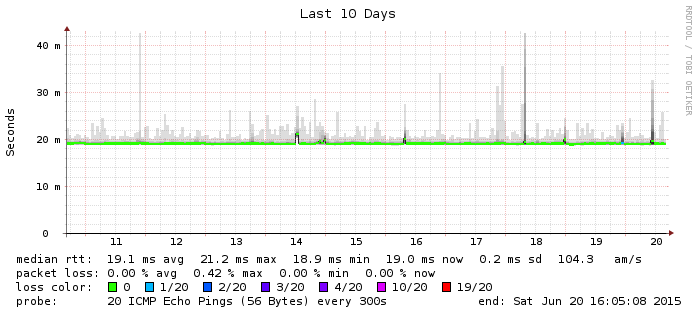 Last 10 Days
RRDTOOL / TOBI OETIKER
Seconds
40 m
30 m
20 m
10 m
0
11 12 13 14 15 16 17 18 19 20
median rtt: 19.1 ms avg 21.2 ms max 18.9 ms min 19.0 ms now 0.2 ms sd 104.3 am/s
packet loss: 0.00 % avg 0.42 % max 0.00 % min 0.00 % now
loss color: 0 1/20 2/20 3/20 4/20 10/20 19/20
probe: 20 ICMP Echo Pings (56 Bytes) every 300s end: Sat Jun 20 16:05:08 2015